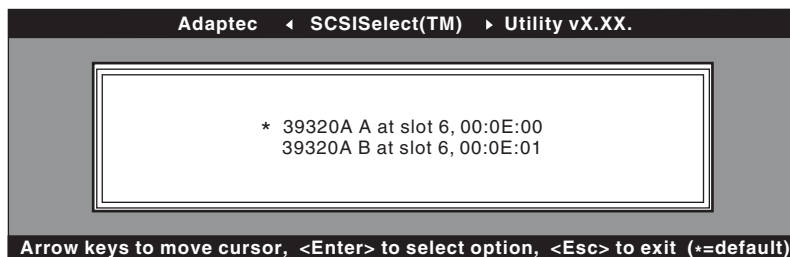 Adaptec ◂ SCSISelect(TM) ▸ Utility vX.XX.
* 39320A A at slot 6, 00:0E:00
39320A B at slot 6, 00:0E:01
Arrow keys to move cursor, <Enter> to select option, <Esc> to exit (*=default)